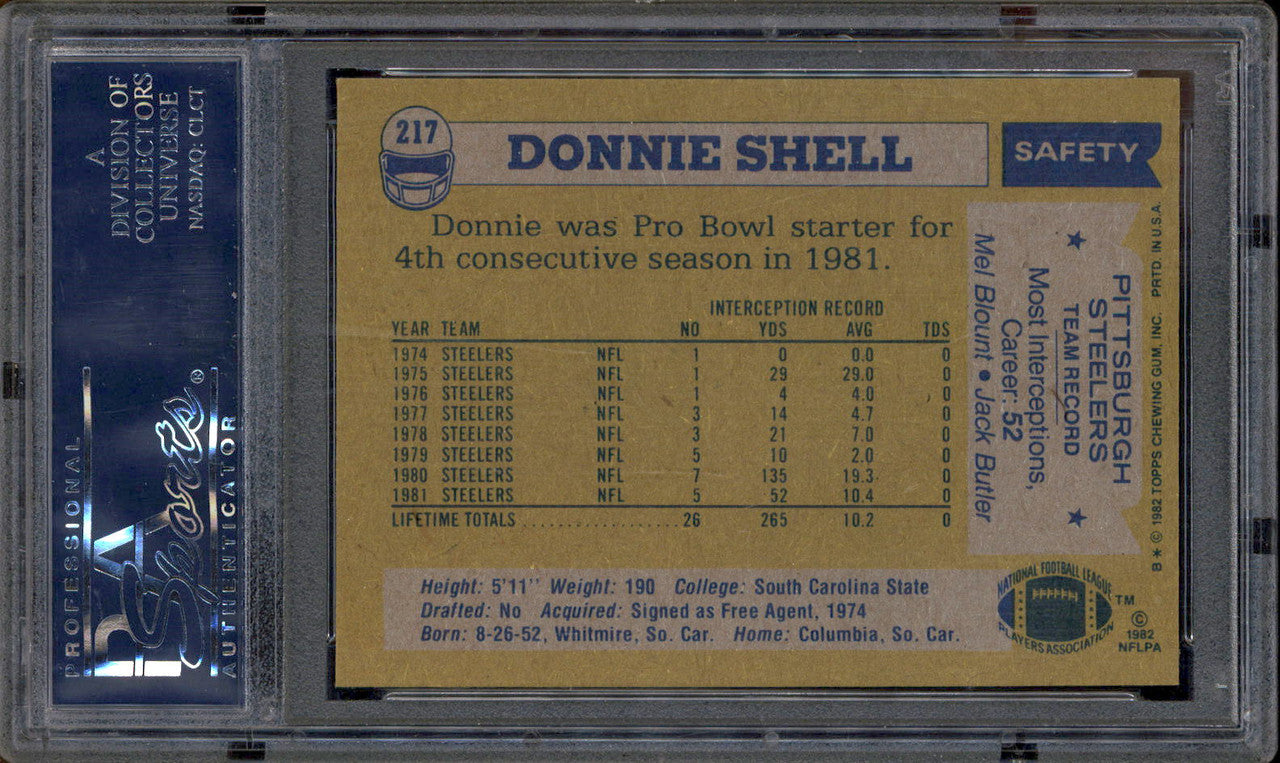 A
DIVISION OF
COLLECTORS
UNIVERSE
NASDAQ: CLCT
PROFESSIONAL
Sports®
AUTHENTICATOR
217
DONNIE SHELL
SAFETY
Donnie was Pro Bowl starter for
4th consecutive season in 1981.
INTERCEPTION RECORD
YEAR TEAM NO YDS AVG TDS
1974 STEELERS NFL 1 0 0.0 0
1975 STEELERS NFL 1 29 29.0 0
1976 STEELERS NFL 1 4 4.0 0
1977 STEELERS NFL 3 14 4.7 0
1978 STEELERS NFL 3 21 7.0 0
1979 STEELERS NFL 5 10 2.0 0
1980 STEELERS NFL 7 135 19.3 0
1981 STEELERS NFL 5 52 10.4 0
LIFETIME TOTALS .................... 26 265 10.2 0
Height: 5'11" Weight: 190 College: South Carolina State
Drafted: No Acquired: Signed as Free Agent, 1974
Born: 8-26-52, Whitmire, So. Car. Home: Columbia, So. Car.
PITTSBURGH
STEELERS
★ TEAM RECORD ★
Most Interceptions,
Career: 52
Mel Blount • Jack Butler
B * © 1982 TOPPS CHEWING GUM, INC. PRTD. IN U.S.A.
NATIONAL FOOTBALL LEAGUE
PLAYERS ASSOCIATION
TM
©
1982
NFLPA